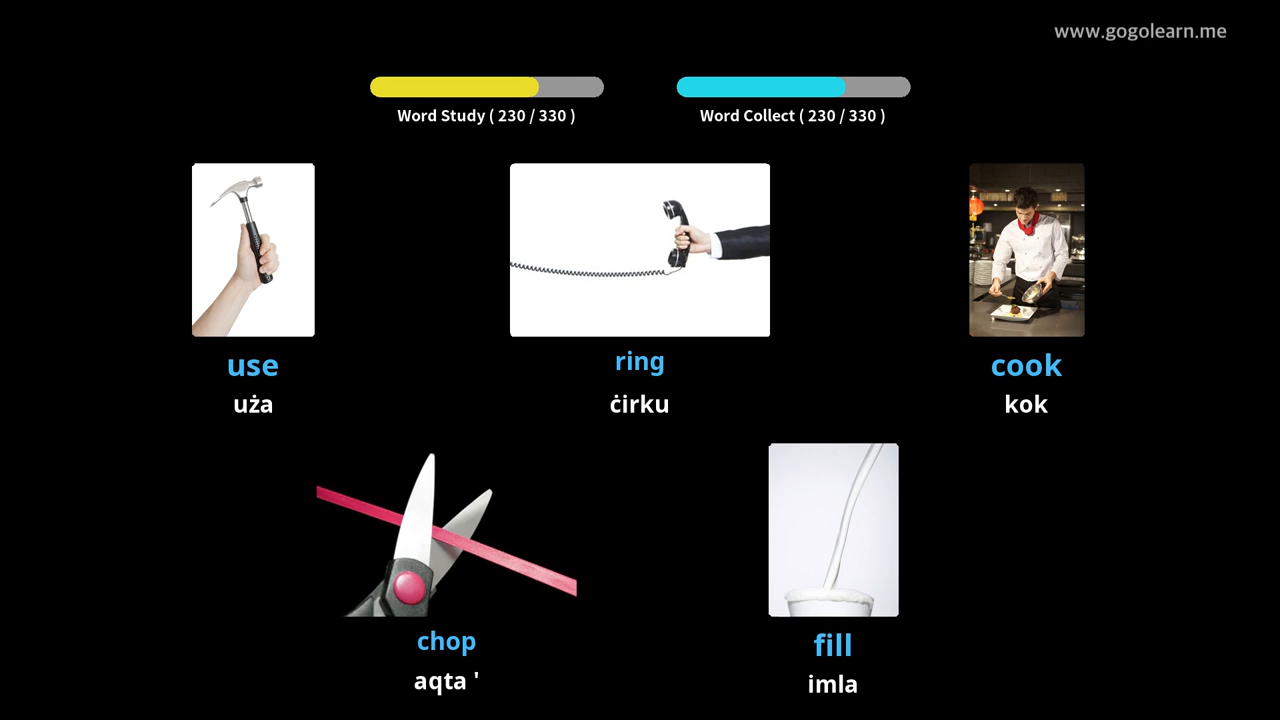 www.gogolearn.me
Word Study ( 230 / 330 )
Word Collect ( 230 / 330 )
use
uża
ring
ċirku
cook
kok
chop
aqta '
fill
imla